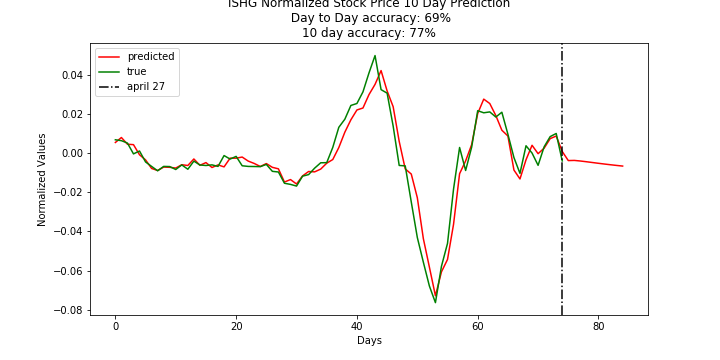 ISHG Normalized Stock Price 10 Day Prediction
Day to Day accuracy: 69%
10 day accuracy: 77%
predicted
true
april 27
Normalized Values
0.04
0.02
0.00
−0.02
−0.04
−0.06
−0.08
0 20 40 60 80
Days